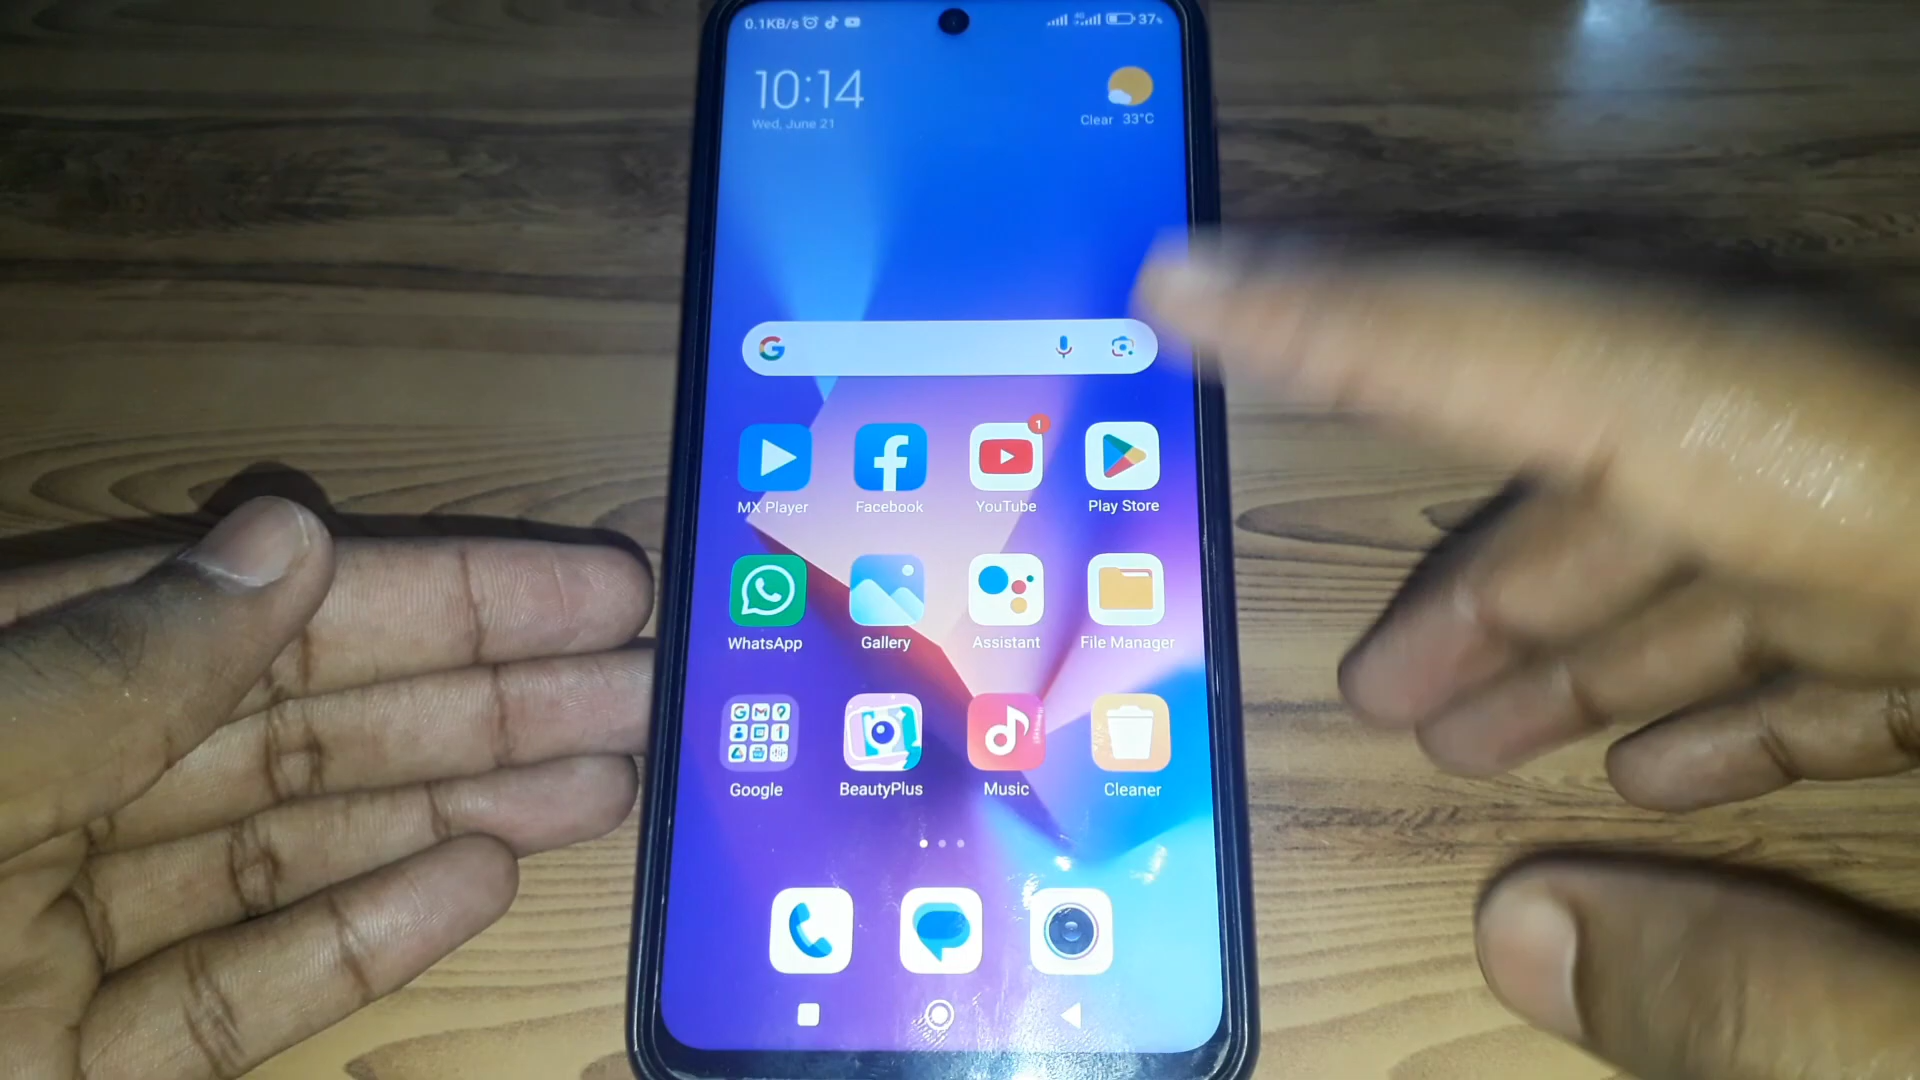 0.1KB/s 4G 37%
10:14
Wed, June 21
Clear 33°C
1
MX Player Facebook YouTube Play Store
WhatsApp Gallery Assistant File Manager
Google BeautyPlus Music Cleaner